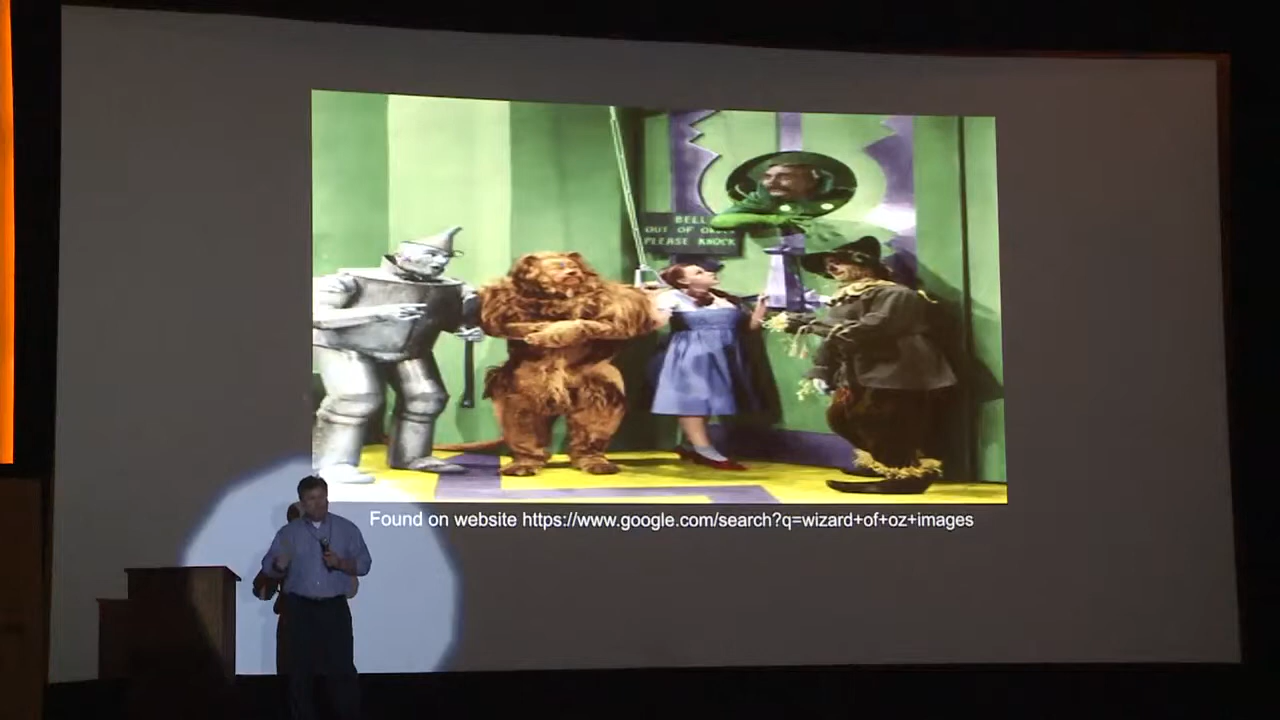 BELL
OUT OF
PLEASE KNOCK
Found on website https://www.google.com/search?q=wizard+of+oz+images